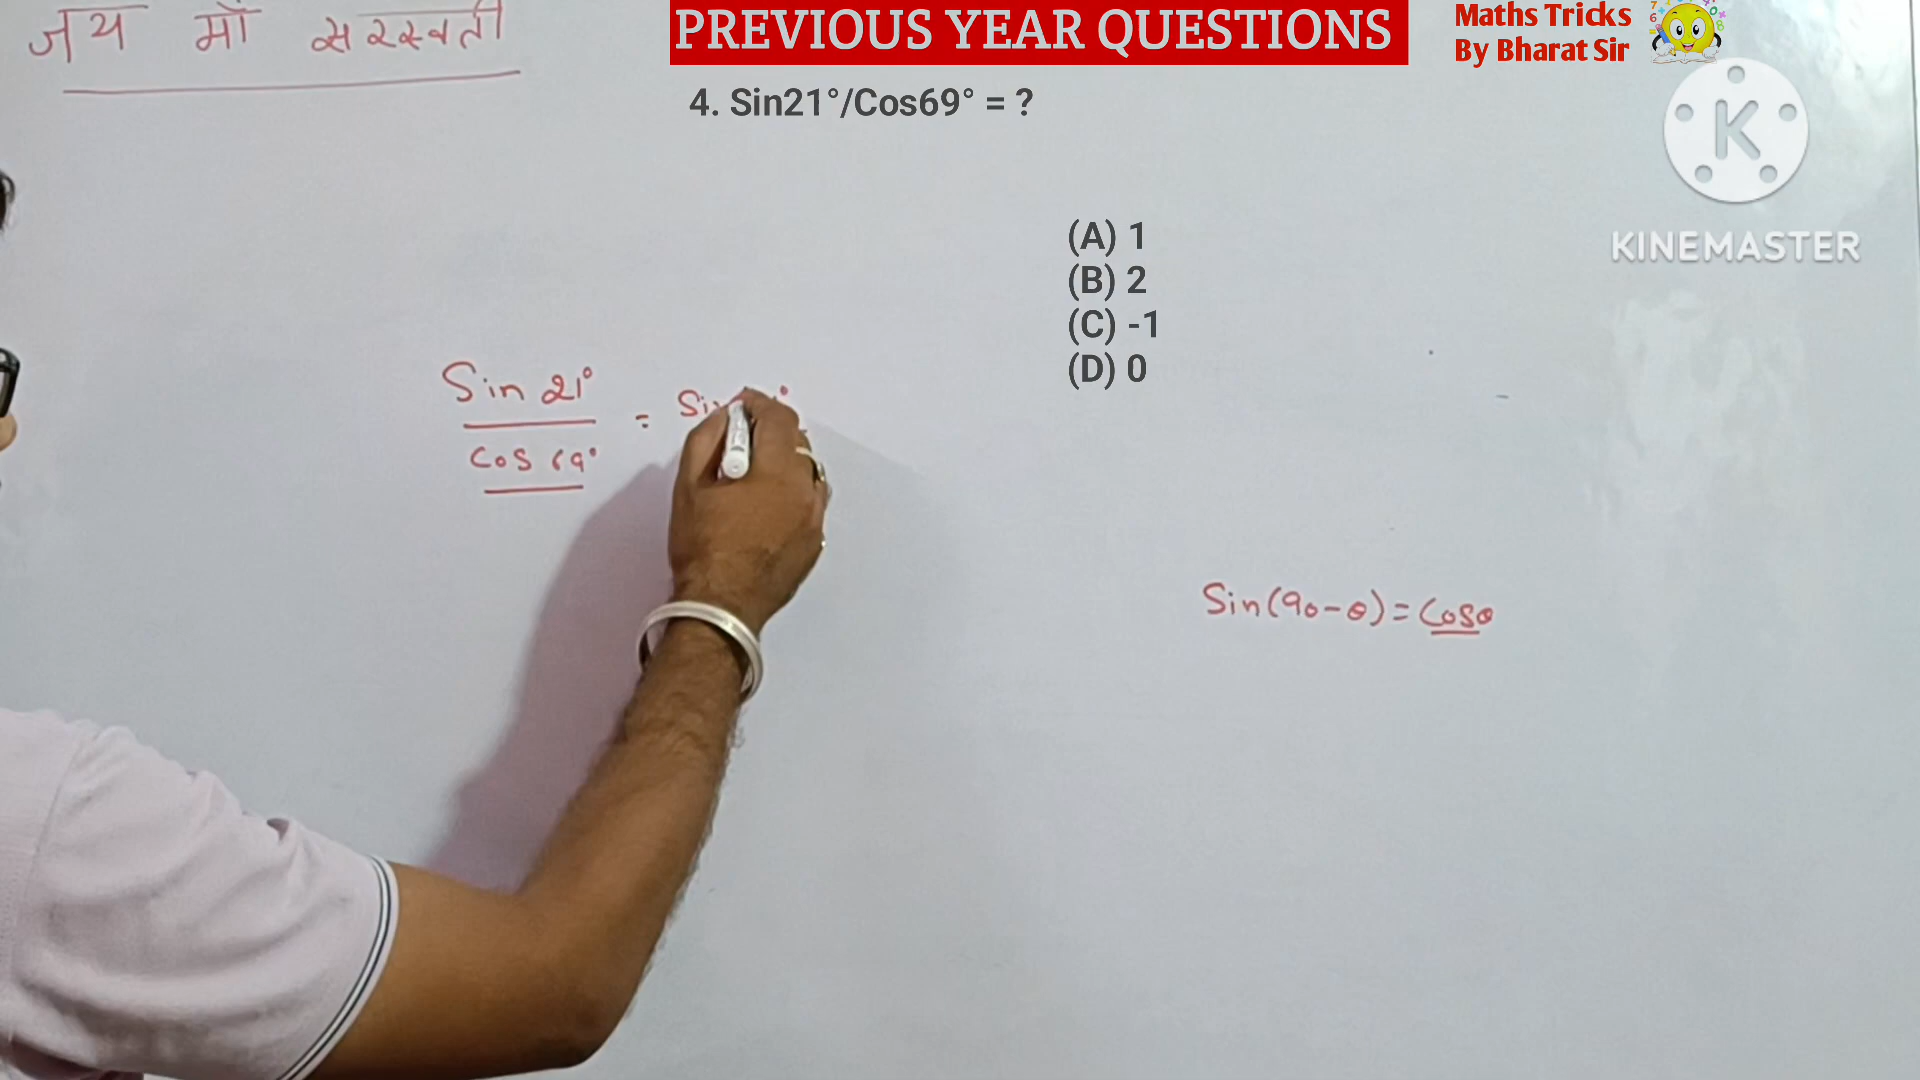 जय माँ सरस्वती
PREVIOUS YEAR QUESTIONS
Maths Tricks
By Bharat Sir
4. Sin21°/Cos69° = ?
K
KINEMASTER
(A) 1
(B) 2
(C) -1
(D) 0
Sin 21°
=
Cos 69°
Sin(90-θ)=Cosθ